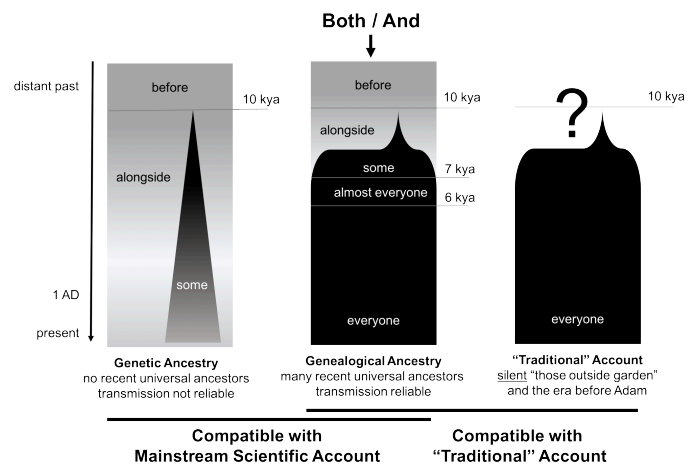 Both / And
distant past
before
10 kya
alongside
some
1 AD
present
before
10 kya
alongside
some
7 kya
almost everyone
6 kya
everyone
?
10 kya
everyone
Genetic Ancestry
no recent universal ancestors
transmission not reliable
Genealogical Ancestry
many recent universal ancestors
transmission reliable
“Traditional” Account
silent “those outside garden”
and the era before Adam
Compatible with
Mainstream Scientific Account
Compatible with
“Traditional” Account